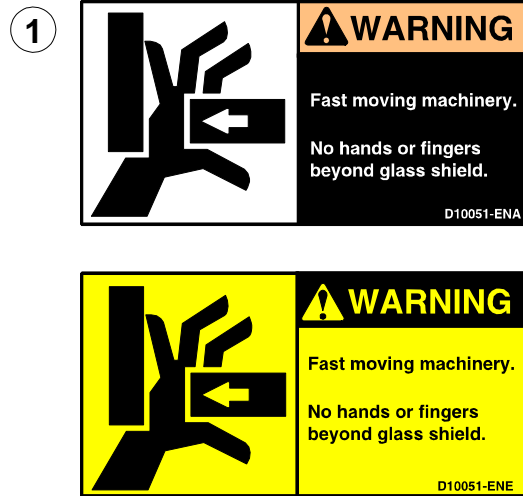 1
WARNING
Fast moving machinery.
No hands or fingers
beyond glass shield.
D10051-ENA
WARNING
Fast moving machinery.
No hands or fingers
beyond glass shield.
D10051-ENE